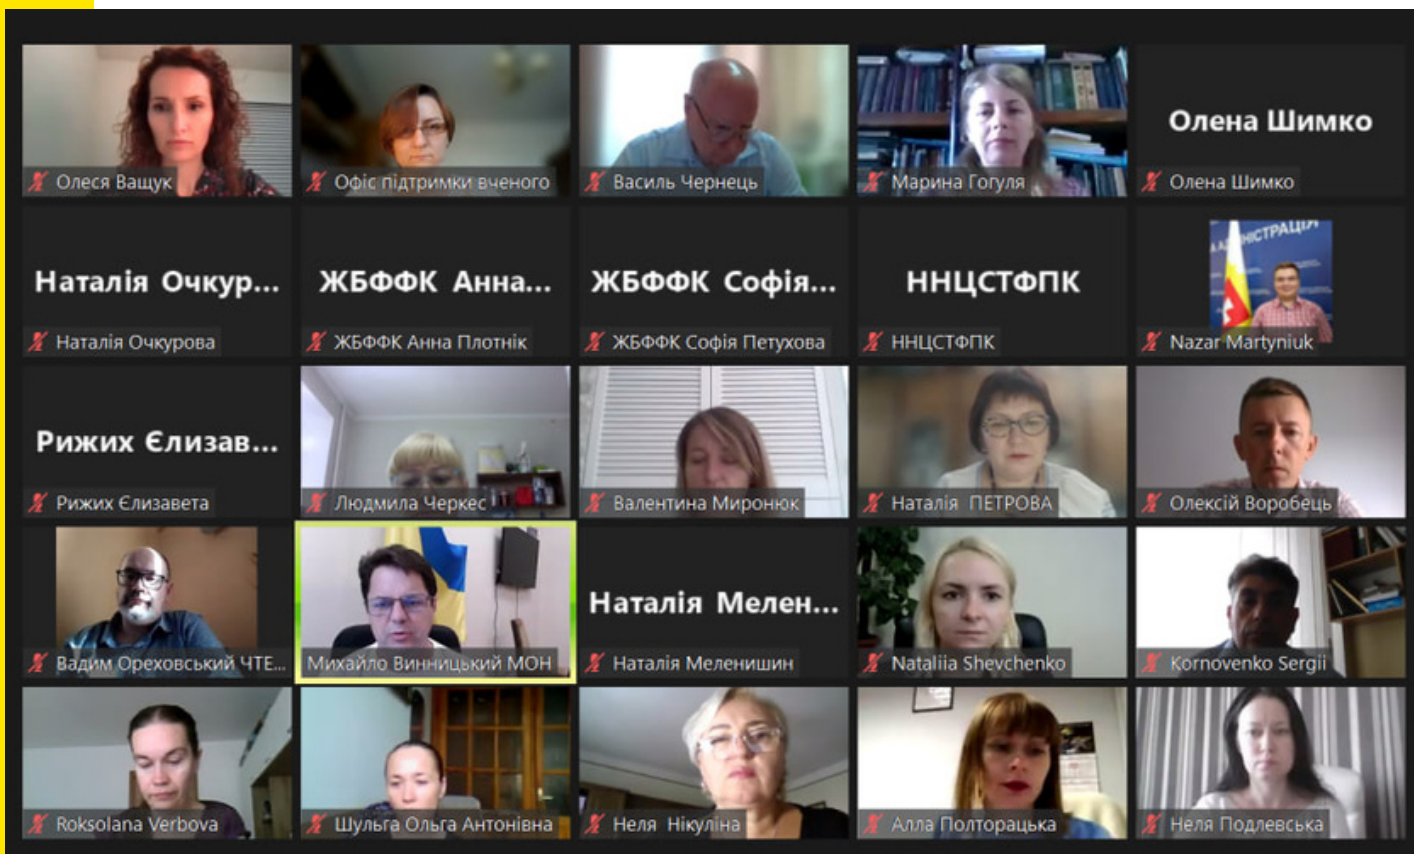 Олеся Ващук
Офіс підтримки вченого
Василь Чернець
Марина Гогуля
Олена Шимко
Олена Шимко
Наталія Очкур...
Наталія Очкурова
ЖБФФК Анна...
ЖБФФК Анна Плотнік
ЖБФФК Софія...
ЖБФФК Софія Петухова
ННЦСТФПК
ННЦСТФПК
А АДМІНІСТРАЦІЯ
Nazar Martyniuk
Рижих Єлизав...
Рижих Єлизавета
Людмила Черкес
Валентина Миронюк
Наталія ПЕТРОВА
Олексій Воробець
Вадим Ореховський ЧТЕ...
Михайло Винницький МОН
Наталія Мелен...
Наталія Меленишин
Nataliia Shevchenko
Kornovenko Sergii
Roksolana Verbova
Шульга Ольга Антонівна
Неля Нікуліна
Алла Полторацька
Неля Подлевська